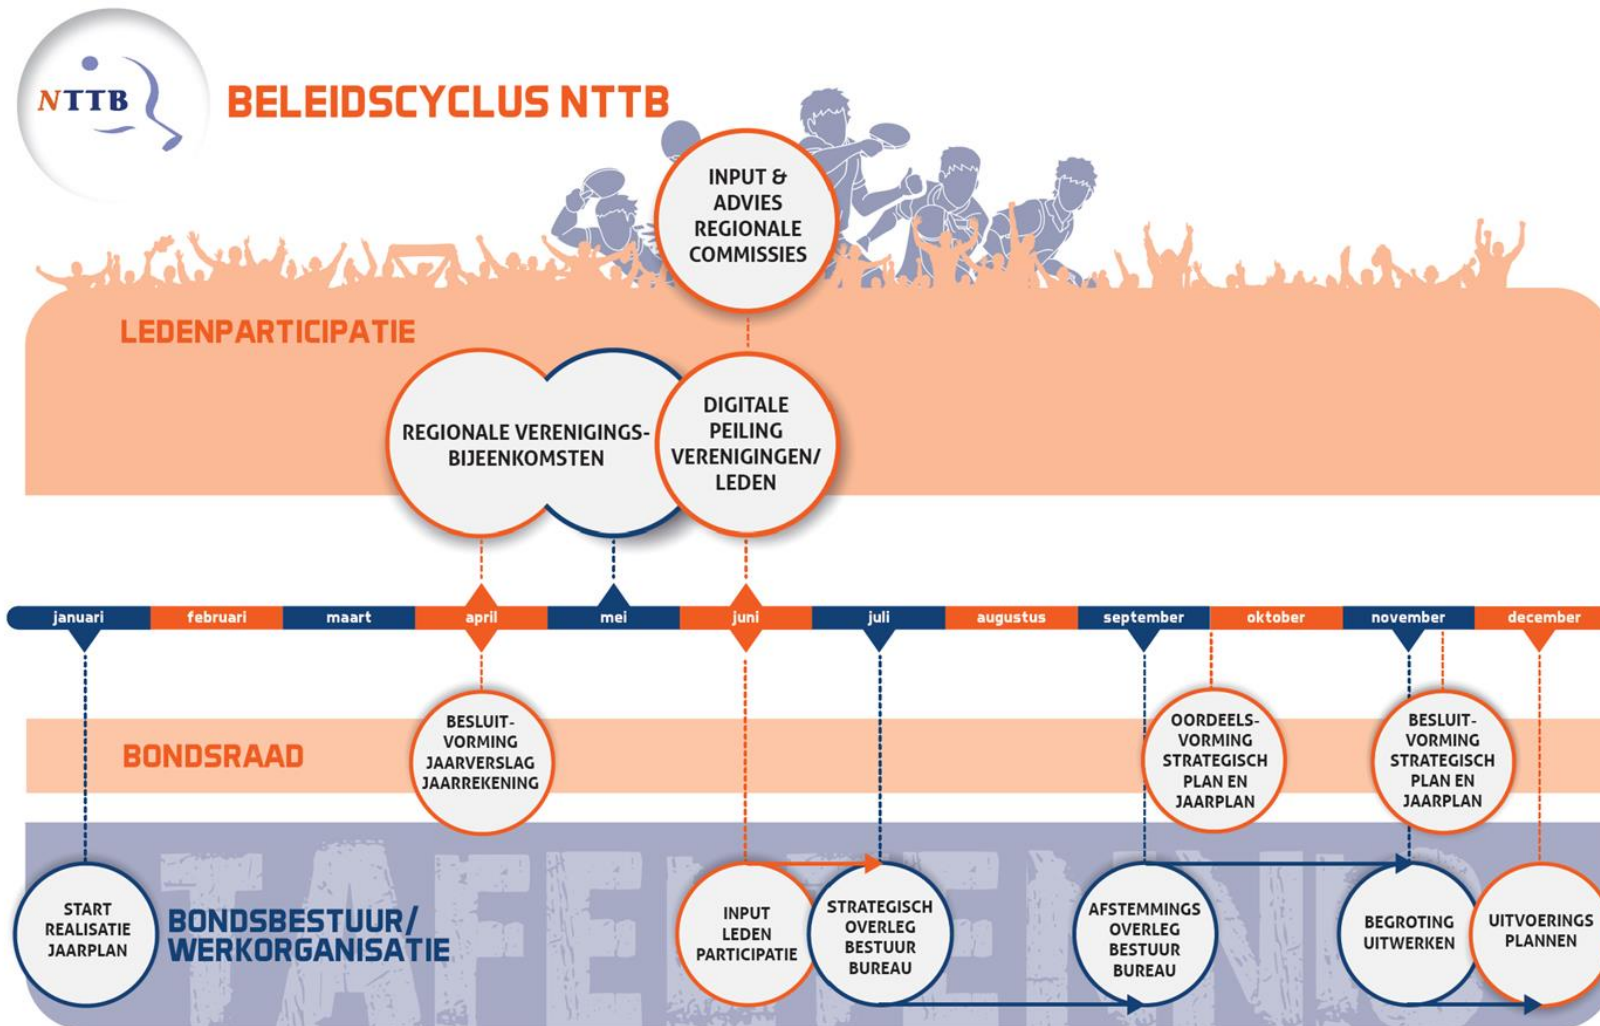 NTTB
BELEIDSCYCLUS NTTB
INPUT &
ADVIES
REGIONALE
COMMISSIES
LEDENPARTICIPATIE
REGIONALE VERENIGINGS-
BIJEENKOMSTEN
DIGITALE
PEILING
VERENIGINGEN/
LEDEN
januari
februari
maart
april
mei
juni
juli
augustus
september
oktober
november
december
BONDSRAAD
BESLUIT-
VORMING
JAARVERSLAG
JAARREKENING
OORDEELS-
VORMING
STRATEGISCH
PLAN EN
JAARPLAN
BESLUIT-
VORMING
STRATEGISCH
PLAN EN
JAARPLAN
TAFELTENNIS
START
REALISATIE
JAARPLAN
BONDSBESTUUR/
WERKORGANISATIE
INPUT
LEDEN
PARTICIPATIE
STRATEGISCH
OVERLEG
BESTUUR
BUREAU
AFSTEMMINGS
OVERLEG
BESTUUR
BUREAU
BEGROTING
UITWERKEN
UITVOERINGS
PLANNEN